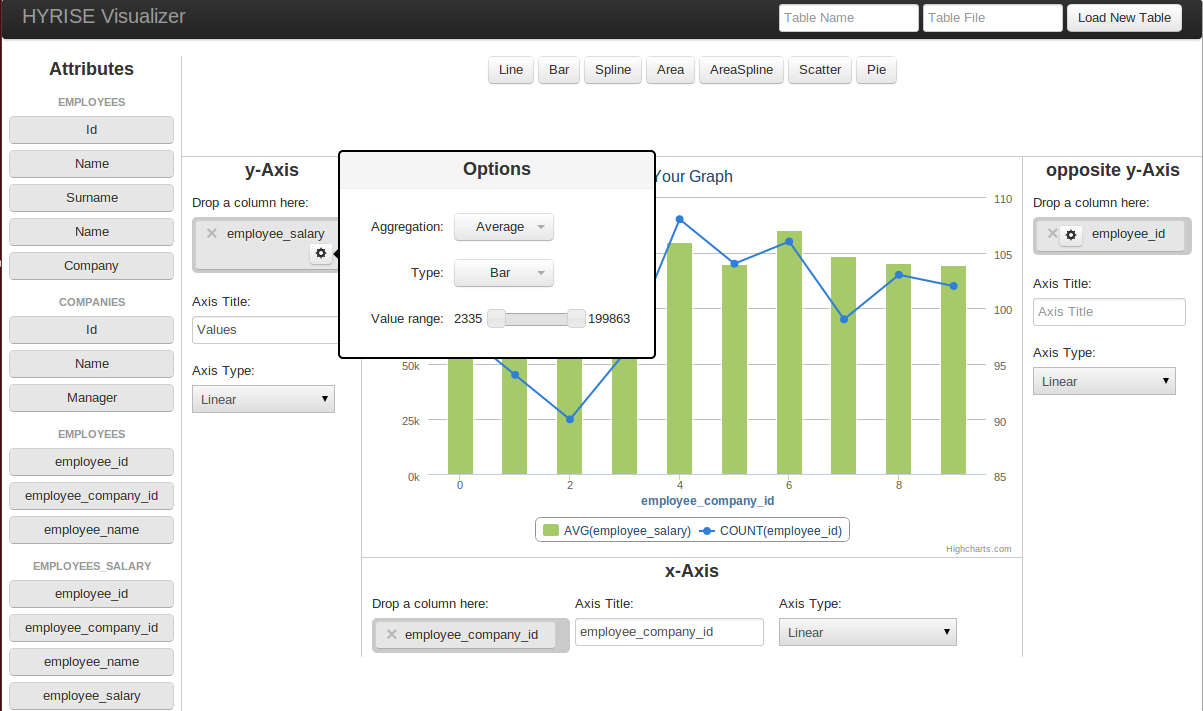 HYRISE Visualizer
Table Name
Table File
Load New Table
Attributes
EMPLOYEES
Id
Name
Surname
Name
Company
COMPANIES
Id
Name
Manager
EMPLOYEES
employee_id
employee_company_id
employee_name
EMPLOYEES_SALARY
employee_id
employee_company_id
employee_name
employee_salary
Line
Bar
Spline
Area
AreaSpline
Scatter
Pie
y-Axis
Drop a column here:
employee_salary
Axis Title:
Values
Axis Type:
Linear
Options
Aggregation:
Average
Type:
Bar
Value range:
2335
199863
Your Graph
50k
25k
0k
110
105
100
95
90
85
0
2
4
6
8
employee_company_id
AVG(employee_salary)
COUNT(employee_id)
Highcharts.com
x-Axis
Drop a column here:
employee_company_id
Axis Title:
employee_company_id
Axis Type:
Linear
opposite y-Axis
Drop a column here:
employee_id
Axis Title:
Axis Title
Axis Type:
Linear